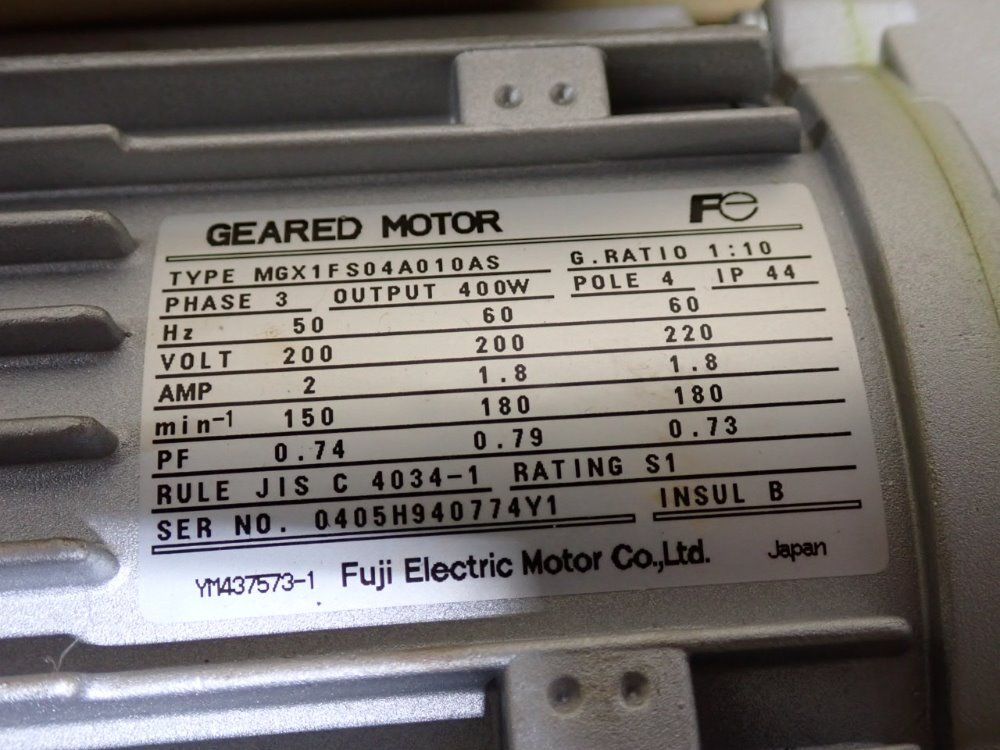 GEARED MOTOR Fe
TYPE MGX1FS04A010AS G.RATIO 1:10
PHASE 3 OUTPUT 400W POLE 4 IP 44
Hz 50 60 60
VOLT 200 200 220
AMP 2 1.8 1.8
min-1 150 180 180
PF 0.74 0.79 0.73
RULE JIS C 4034-1 RATING S1
SER NO. 0405H940774Y1 INSUL B
YM437573-1 Fuji Electric Motor Co.,Ltd. Japan